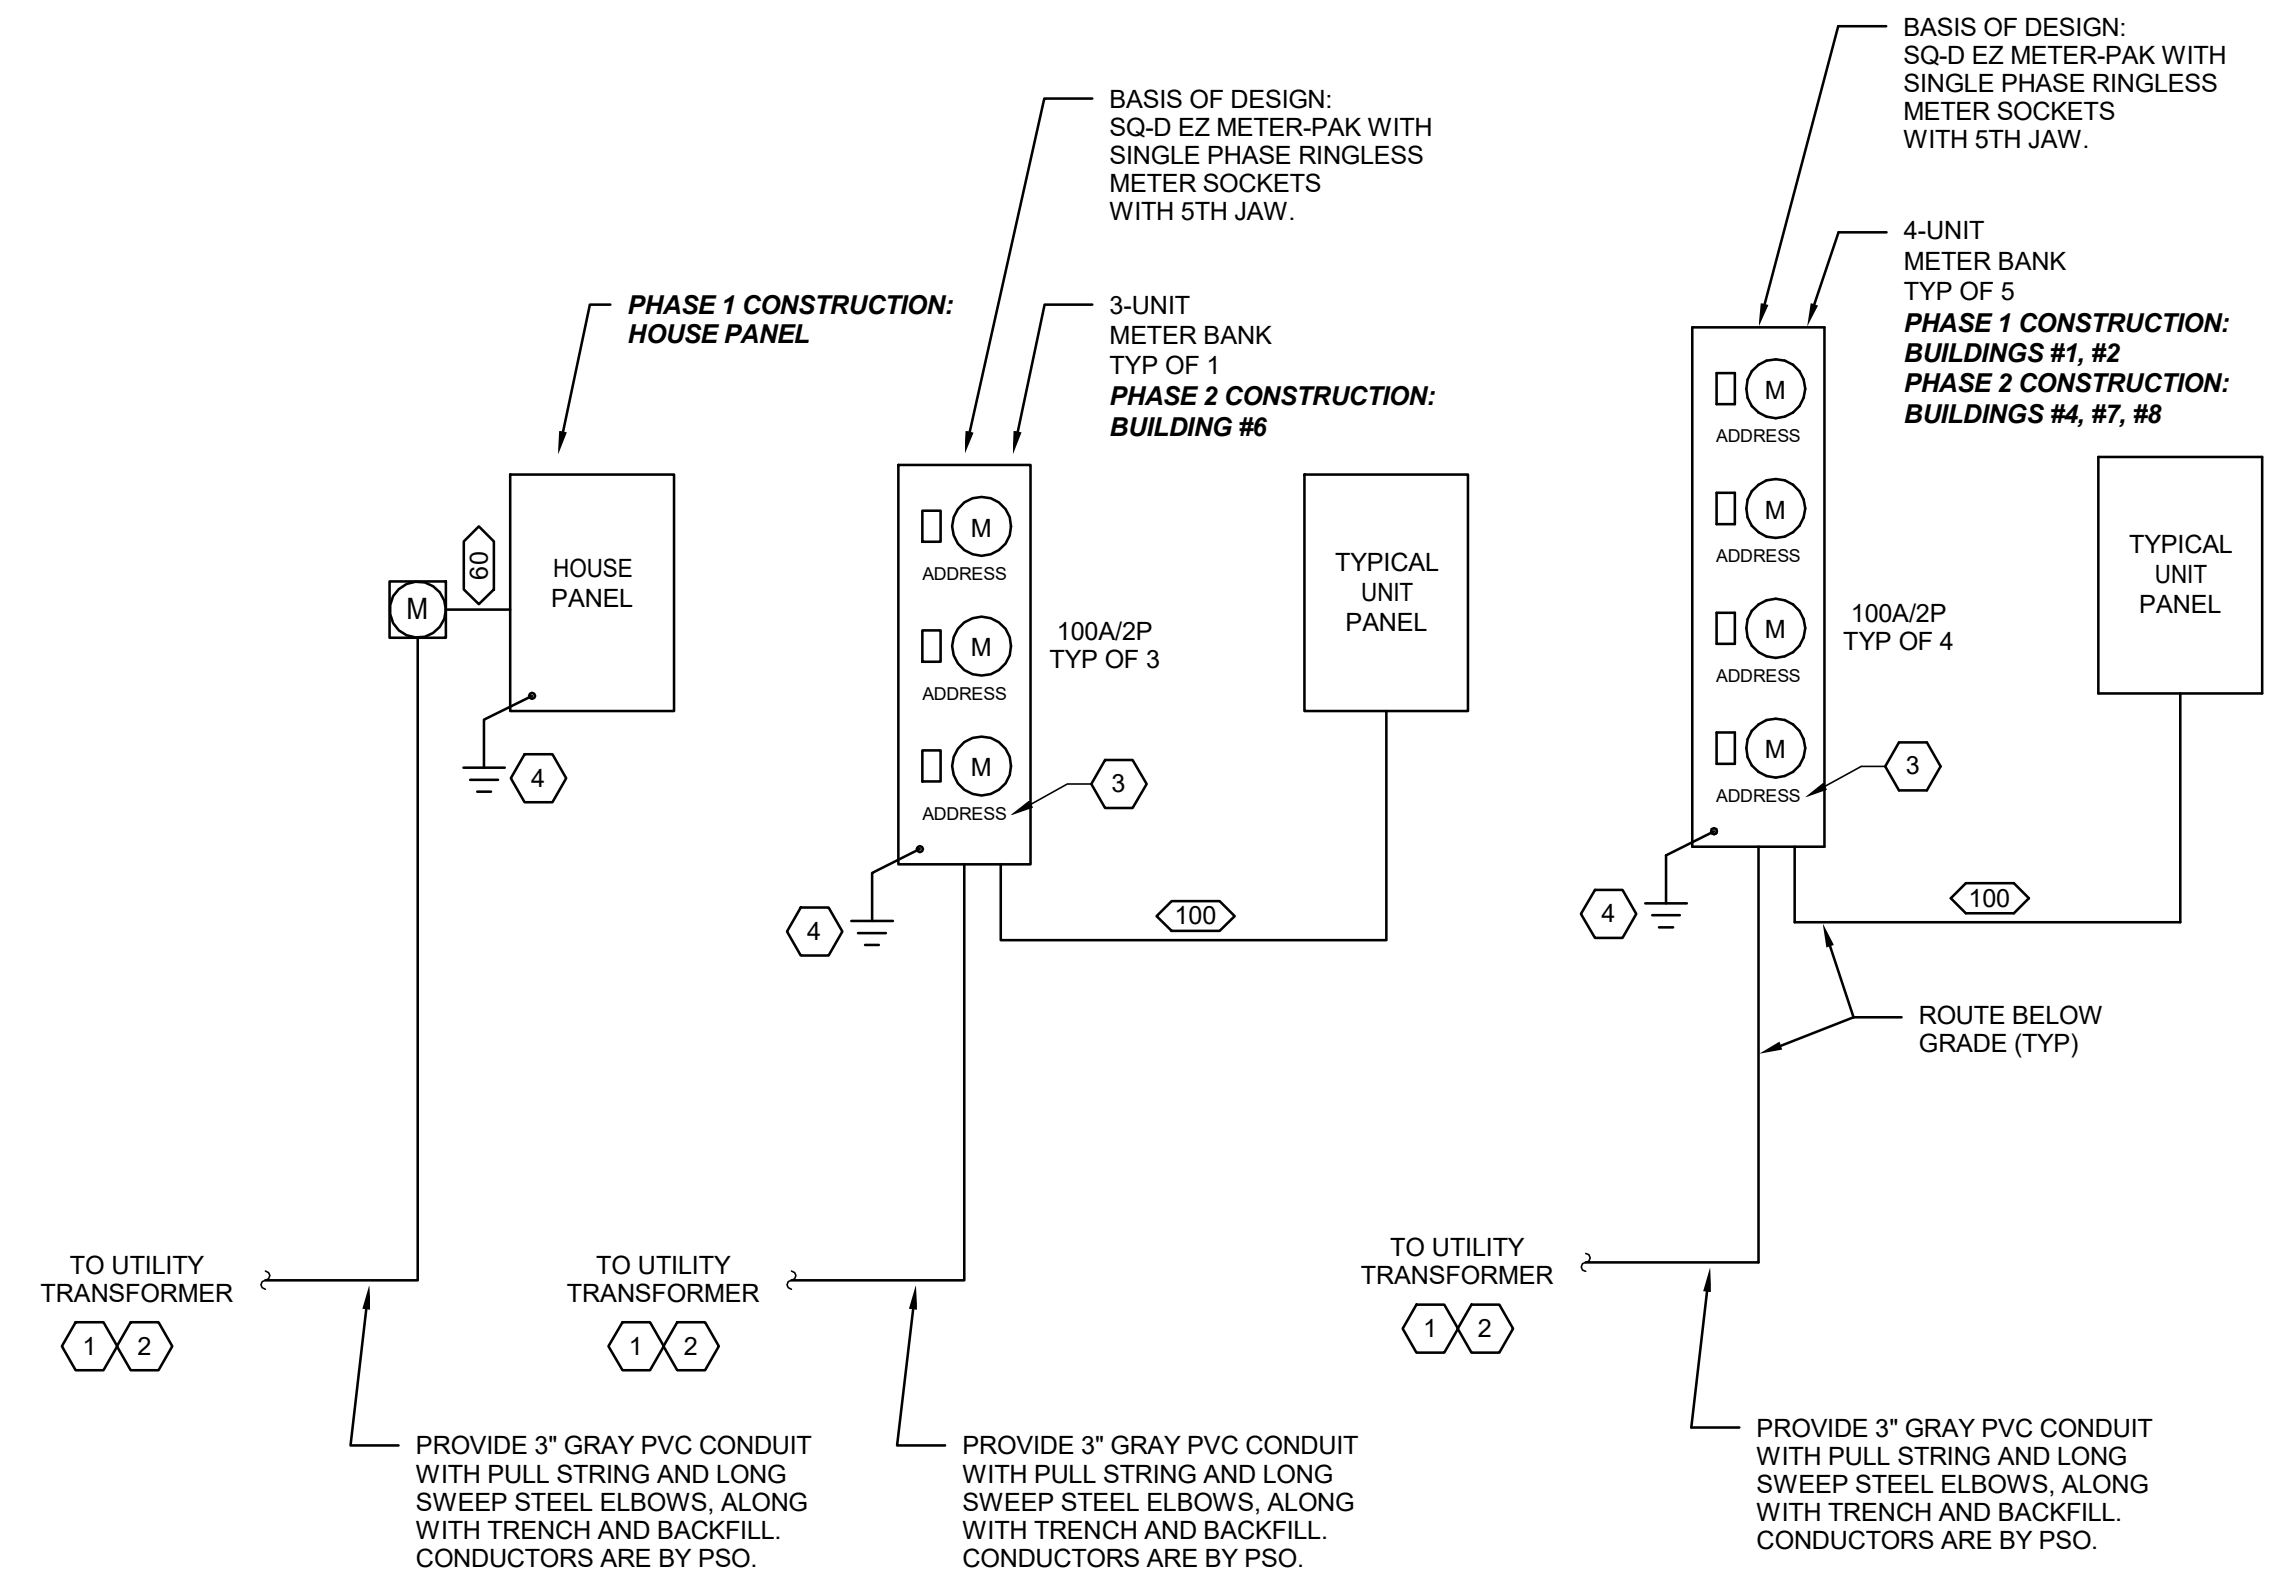 PHASE 1 CONSTRUCTION:
HOUSE PANEL
M
60
HOUSE
PANEL
4
TO UTILITY
TRANSFORMER
1
2
PROVIDE 3" GRAY PVC CONDUIT
WITH PULL STRING AND LONG
SWEEP STEEL ELBOWS, ALONG
WITH TRENCH AND BACKFILL.
CONDUCTORS ARE BY PSO.
BASIS OF DESIGN:
SQ-D EZ METER-PAK WITH
SINGLE PHASE RINGLESS
METER SOCKETS
WITH 5TH JAW.
3-UNIT
METER BANK
TYP OF 1
PHASE 2 CONSTRUCTION:
BUILDING #6
M
ADDRESS
M
ADDRESS
M
ADDRESS
100A/2P
TYP OF 3
3
TYPICAL
UNIT
PANEL
4
100
TO UTILITY
TRANSFORMER
1
2
PROVIDE 3" GRAY PVC CONDUIT
WITH PULL STRING AND LONG
SWEEP STEEL ELBOWS, ALONG
WITH TRENCH AND BACKFILL.
CONDUCTORS ARE BY PSO.
BASIS OF DESIGN:
SQ-D EZ METER-PAK WITH
SINGLE PHASE RINGLESS
METER SOCKETS
WITH 5TH JAW.
4-UNIT
METER BANK
TYP OF 5
PHASE 1 CONSTRUCTION:
BUILDINGS #1, #2
PHASE 2 CONSTRUCTION:
BUILDINGS #4, #7, #8
M
ADDRESS
M
ADDRESS
M
ADDRESS
M
ADDRESS
100A/2P
TYP OF 4
3
TYPICAL
UNIT
PANEL
4
100
ROUTE BELOW
GRADE (TYP)
TO UTILITY
TRANSFORMER
1
2
PROVIDE 3" GRAY PVC CONDUIT
WITH PULL STRING AND LONG
SWEEP STEEL ELBOWS, ALONG
WITH TRENCH AND BACKFILL.
CONDUCTORS ARE BY PSO.